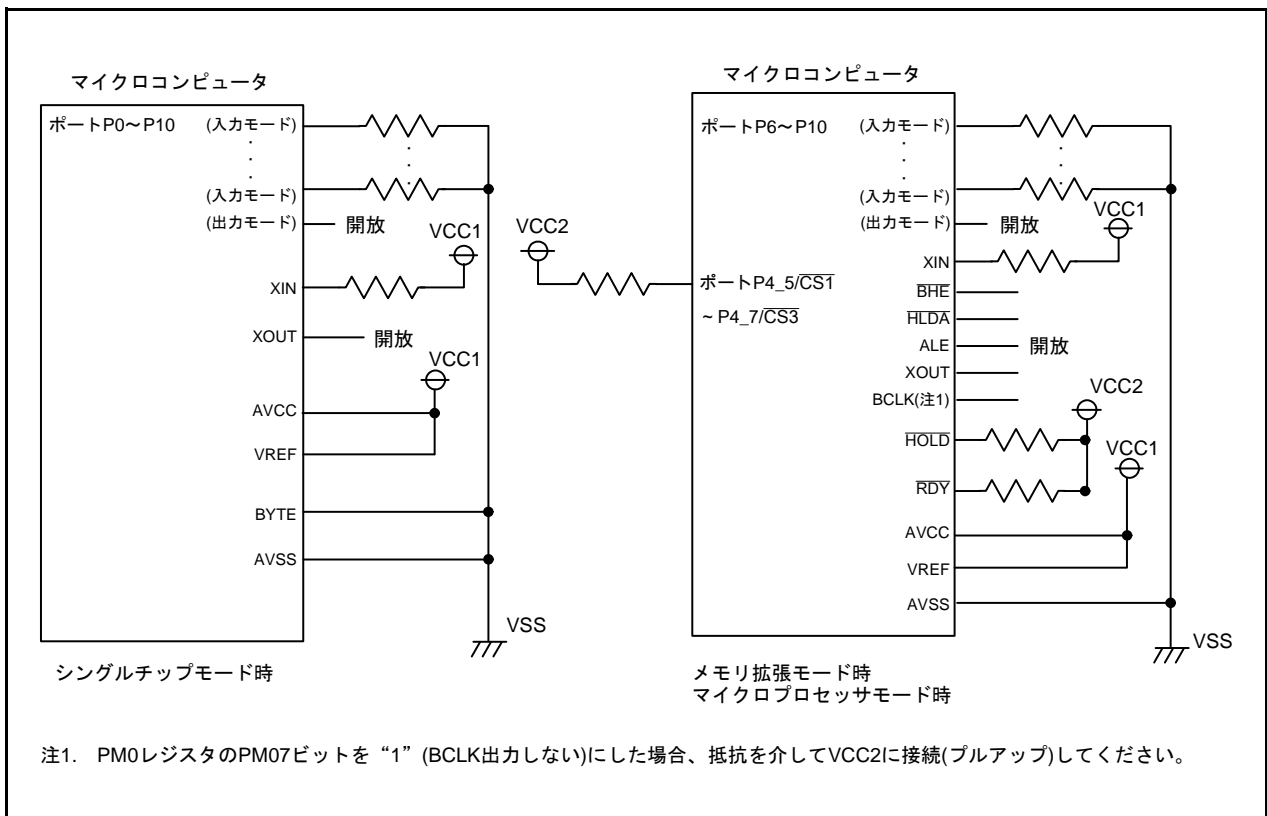 マイクロコンピュータ
ポートP0～P10
(入力モード)
(入力モード)
(出力モード)
開放
VCC1
XIN
XOUT
開放
VCC1
AVCC
VREF
BYTE
AVSS
VSS
シングルチップモード時
マイクロコンピュータ
ポートP6～P10
(入力モード)
(入力モード)
(出力モード)
開放
VCC1
VCC2
XIN
ポートP4_5/CS1
~ P4_7/CS3
BHE
HLDA
ALE
開放
XOUT
BCLK(注1)
VCC2
HOLD
VCC1
RDY
AVCC
VREF
AVSS
VSS
メモリ拡張モード時
マイクロプロセッサモード時
注1. PM0レジスタのPM07ビットを“1”(BCLK出力しない)にした場合、抵抗を介してVCC2に接続(プルアップ)してください。